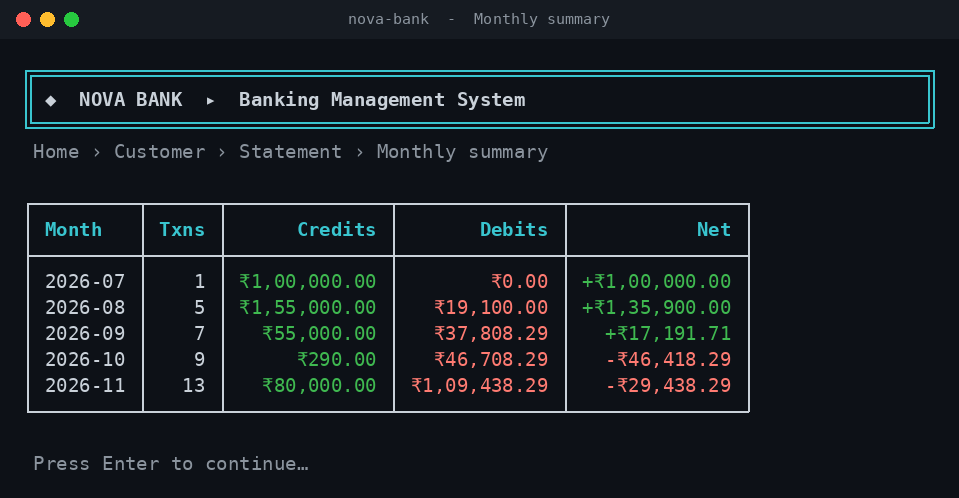 nova-bank - Monthly summary
◆ NOVA BANK ▸ Banking Management System
Home › Customer › Statement › Monthly summary
Month Txns Credits Debits Net
2026-07 1 ₹1,00,000.00 ₹0.00 +₹1,00,000.00
2026-08 5 ₹1,55,000.00 ₹19,100.00 +₹1,35,900.00
2026-09 7 ₹55,000.00 ₹37,808.29 +₹17,191.71
2026-10 9 ₹290.00 ₹46,708.29 -₹46,418.29
2026-11 13 ₹80,000.00 ₹1,09,438.29 -₹29,438.29
Press Enter to continue…